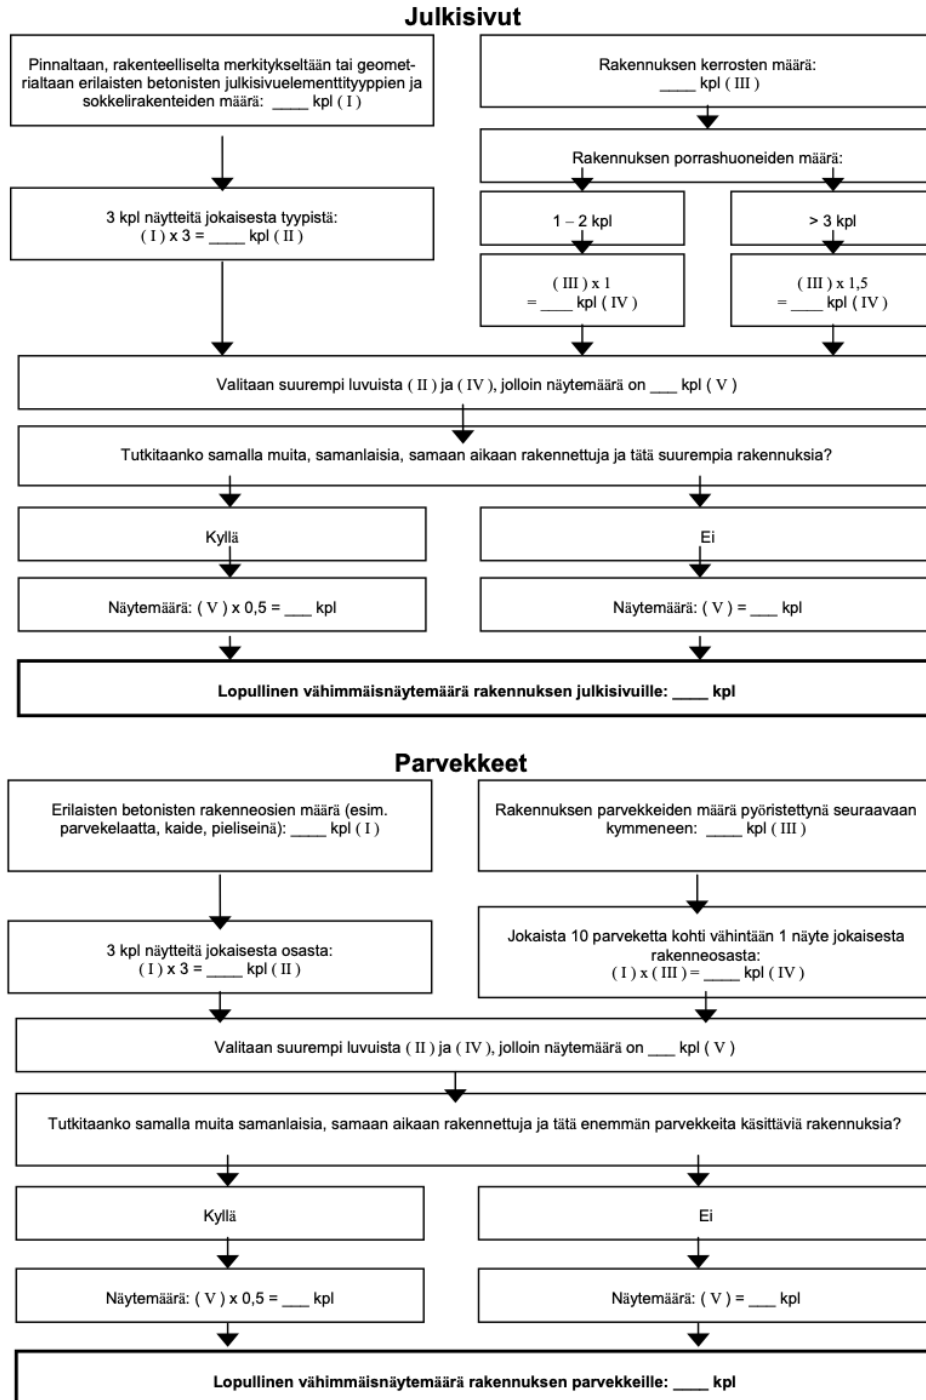 Julkisivut
Pinnaltaan, rakenteelliselta merkitykseltään tai geomet-
rialtaan erilaisten betonisten julkisivuelementtityyppien ja
sokkelirakenteiden määrä: ____ kpl ( I )
Rakennuksen kerrosten määrä:
____ kpl ( III )
Rakennuksen porrashuoneiden määrä:
3 kpl näytteitä jokaisesta tyypistä:
( I ) x 3 = ____ kpl ( II )
1 – 2 kpl
> 3 kpl
( III ) x 1
= ____ kpl ( IV )
( III ) x 1,5
= ____ kpl ( IV )
Valitaan suurempi luvuista ( II ) ja ( IV ), jolloin näytemäärä on ___ kpl ( V )
Tutkitaanko samalla muita, samanlaisia, samaan aikaan rakennettuja ja tätä suurempia rakennuksia?
Kyllä
Ei
Näytemäärä: ( V ) x 0,5 = ___ kpl
Näytemäärä: ( V ) = ___ kpl
Lopullinen vähimmäisnäytemäärä rakennuksen julkisivuille: ____ kpl
Parvekkeet
Erilaisten betonisten rakenneosien määrä (esim.
parvekelaatta, kaide, pieliseinä): ____ kpl ( I )
Rakennuksen parvekkeiden määrä pyöristettynä seuraavaan
kymmeneen: ____ kpl ( III )
3 kpl näytteitä jokaisesta osasta:
( I ) x 3 = ____ kpl ( II )
Jokaista 10 parveketta kohti vähintään 1 näyte jokaisesta
rakenneosasta:
( I ) x ( III ) = ____ kpl ( IV )
Valitaan suurempi luvuista ( II ) ja ( IV ), jolloin näytemäärä on ___ kpl ( V )
Tutkitaanko samalla muita samanlaisia, samaan aikaan rakennettuja ja tätä enemmän parvekkeita käsittäviä rakennuksia?
Kyllä
Ei
Näytemäärä: ( V ) x 0,5 = ___ kpl
Näytemäärä: ( V ) = ___ kpl
Lopullinen vähimmäisnäytemäärä rakennuksen parvekkeille: ____ kpl